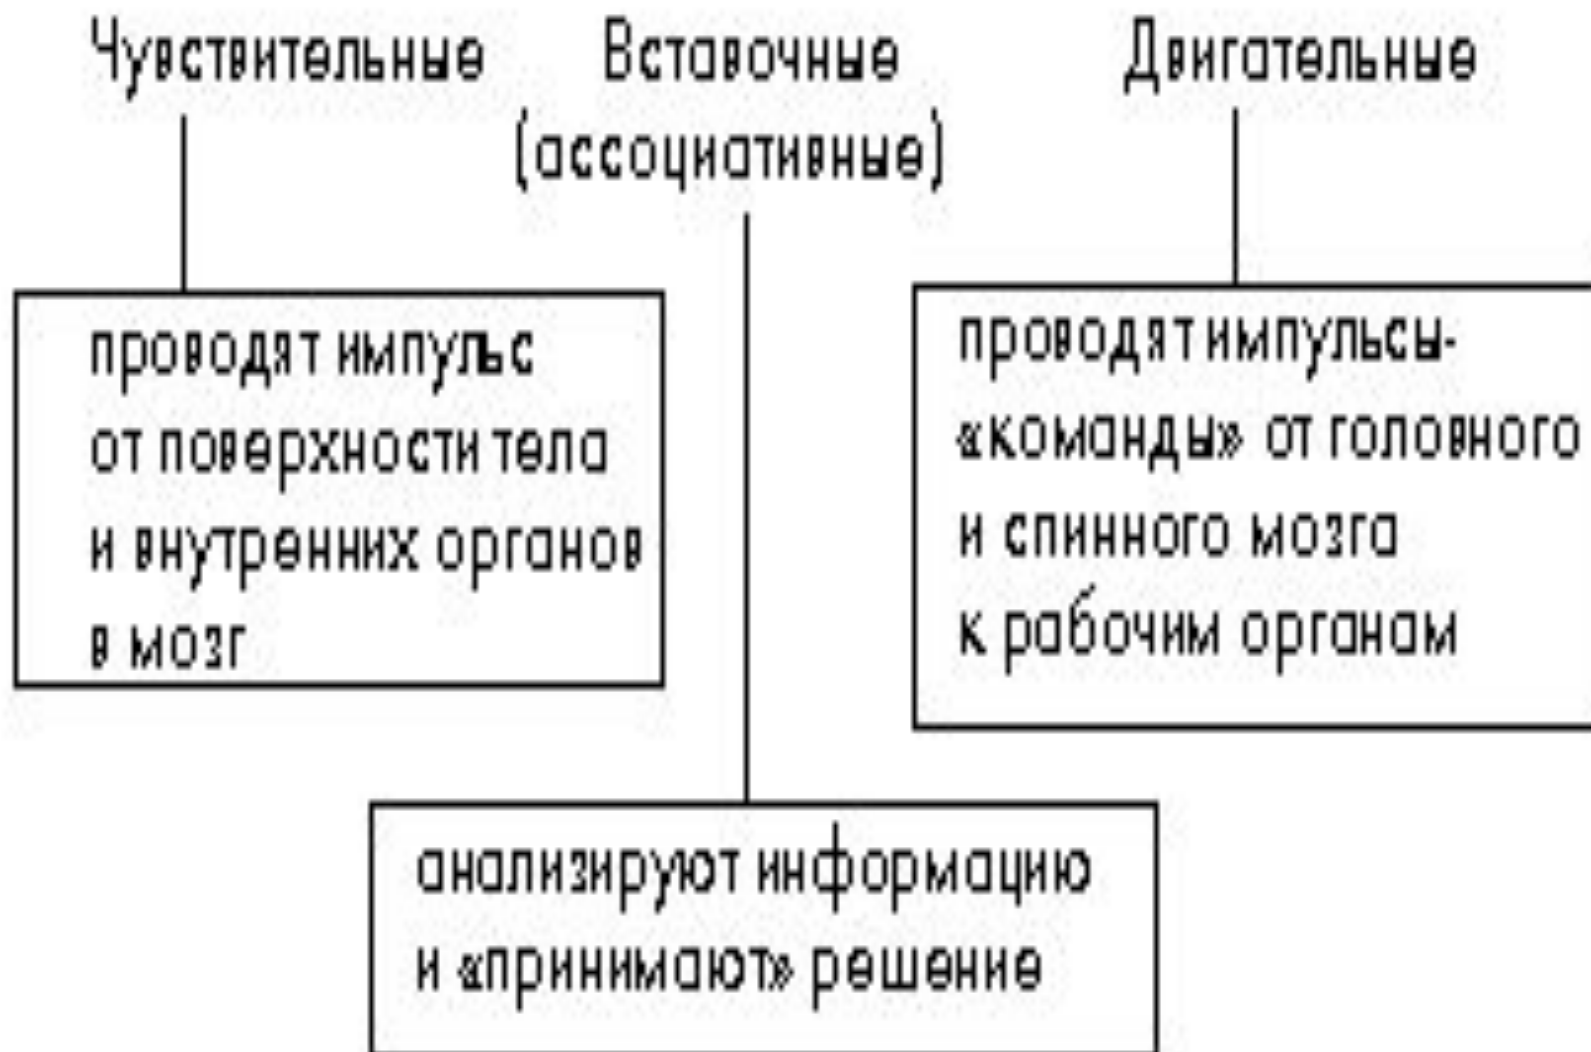 Чувствительные
Вставочные
(ассоциативные)
Двигательные
проводят импульс
от поверхности тела
и внутренних органов
в мозг
проводят импульсы-
«команды» от головного
и спинного мозга
к рабочим органам
анализируют информацию
и «принимают» решение